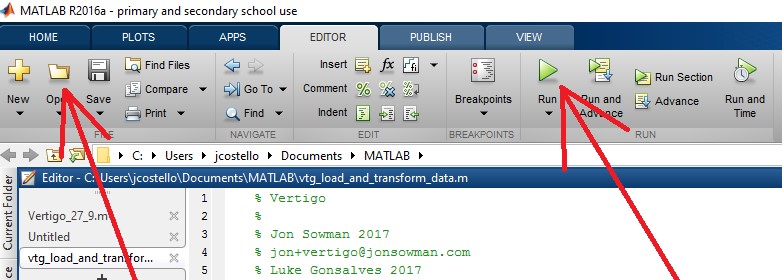 MATLAB R2016a - primary and secondary school use
HOME PLOTS APPS EDITOR PUBLISH VIEW
New Open Save Find Files Compare Print
Go To Find
Insert fx Comment Indent
Breakpoints
Run Run and Advance Run Section Advance Run and Time
FILE NAVIGATE EDIT BREAKPOINTS RUN
C: Users jcostello Documents MATLAB
Current Folder
Editor - C:\Users\jcostello\Documents\MATLAB\vtg_load_and_transform_data.m
Vertigo_27_9.m
Untitled
vtg_load_and_transfor...
1 % Vertigo
2 %
3 % Jon Sowman 2017
4 % jon+vertigo@jonsowman.com
5 % Luke Gonsalves 2017